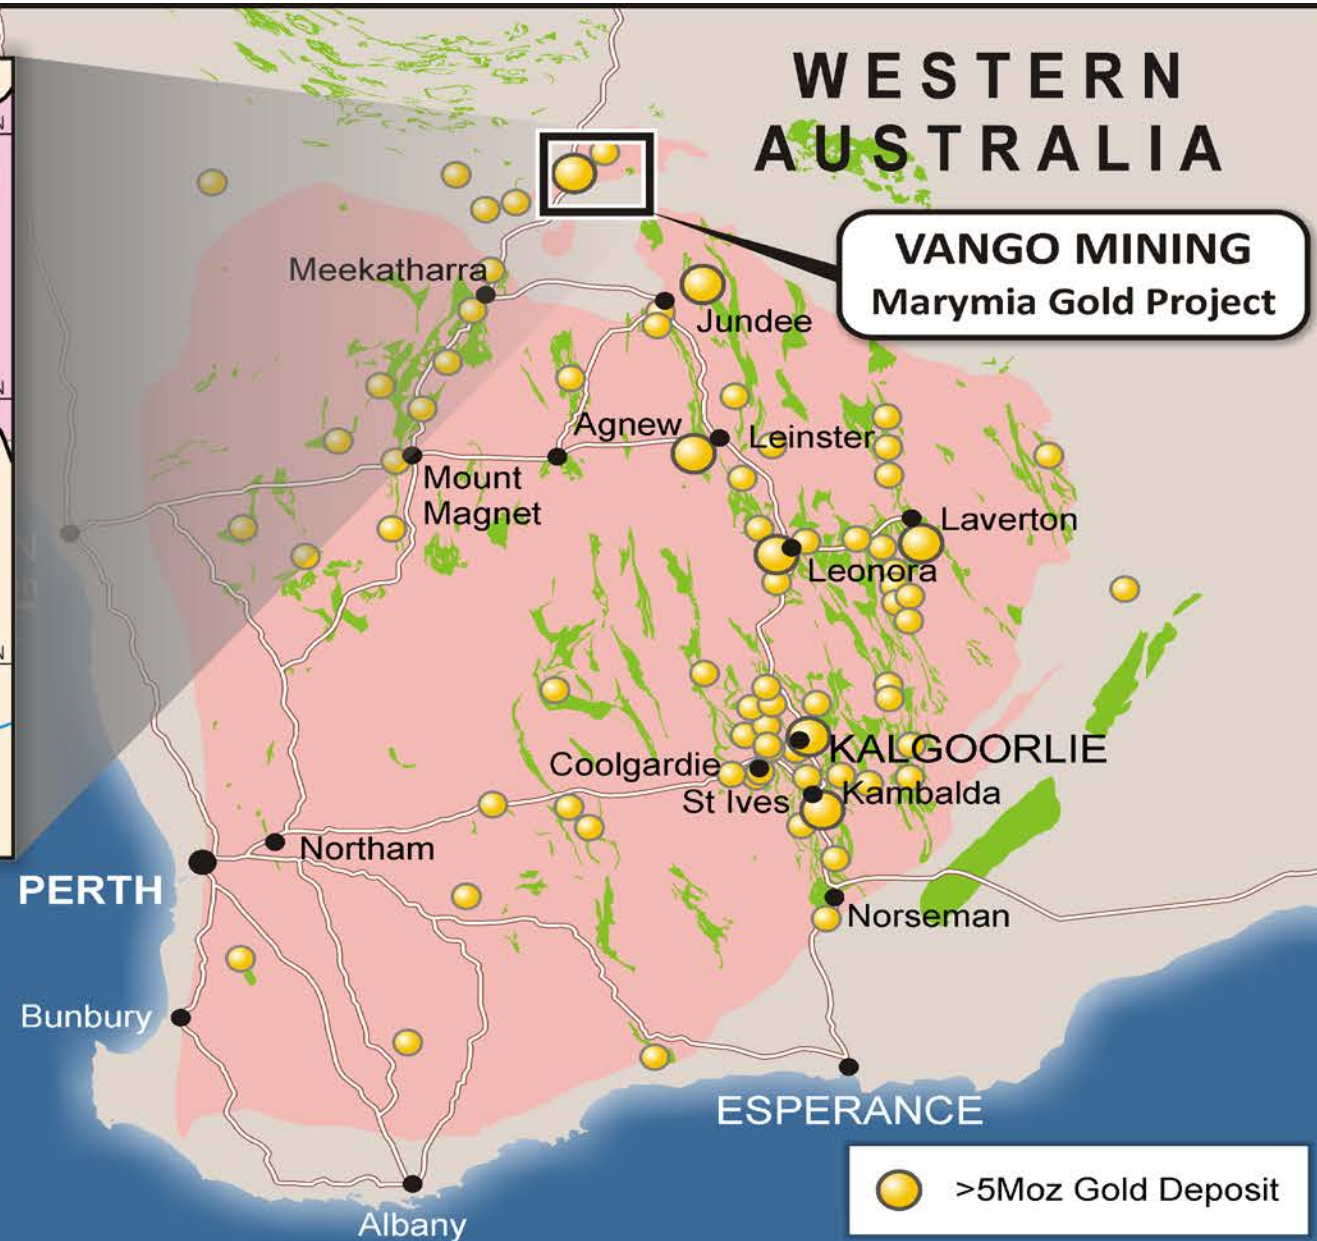 WESTERN
AUSTRALIA
VANGO MINING
Marymia Gold Project
Meekatharra
Jundee
Agnew
Leinster
Mount
Magnet
Laverton
Leonora
KALGOORLIE
Coolgardie
St Ives
Kambalda
Northam
PERTH
Norseman
Bunbury
ESPERANCE
>5Moz Gold Deposit
Albany